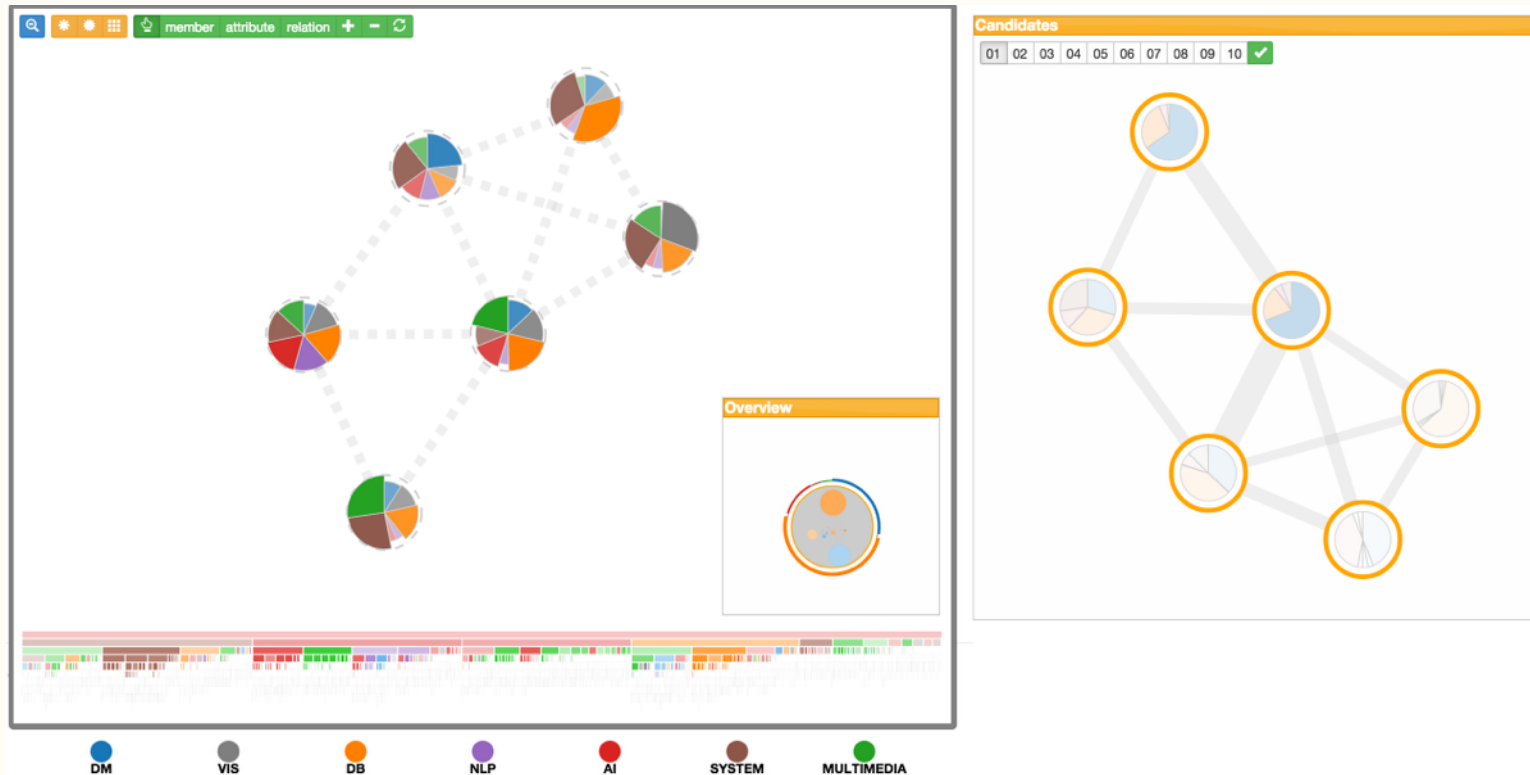 member attribute relation
Candidates
01 02 03 04 05 06 07 08 09 10
Overview
DM VIS DB NLP AI SYSTEM MULTIMEDIA